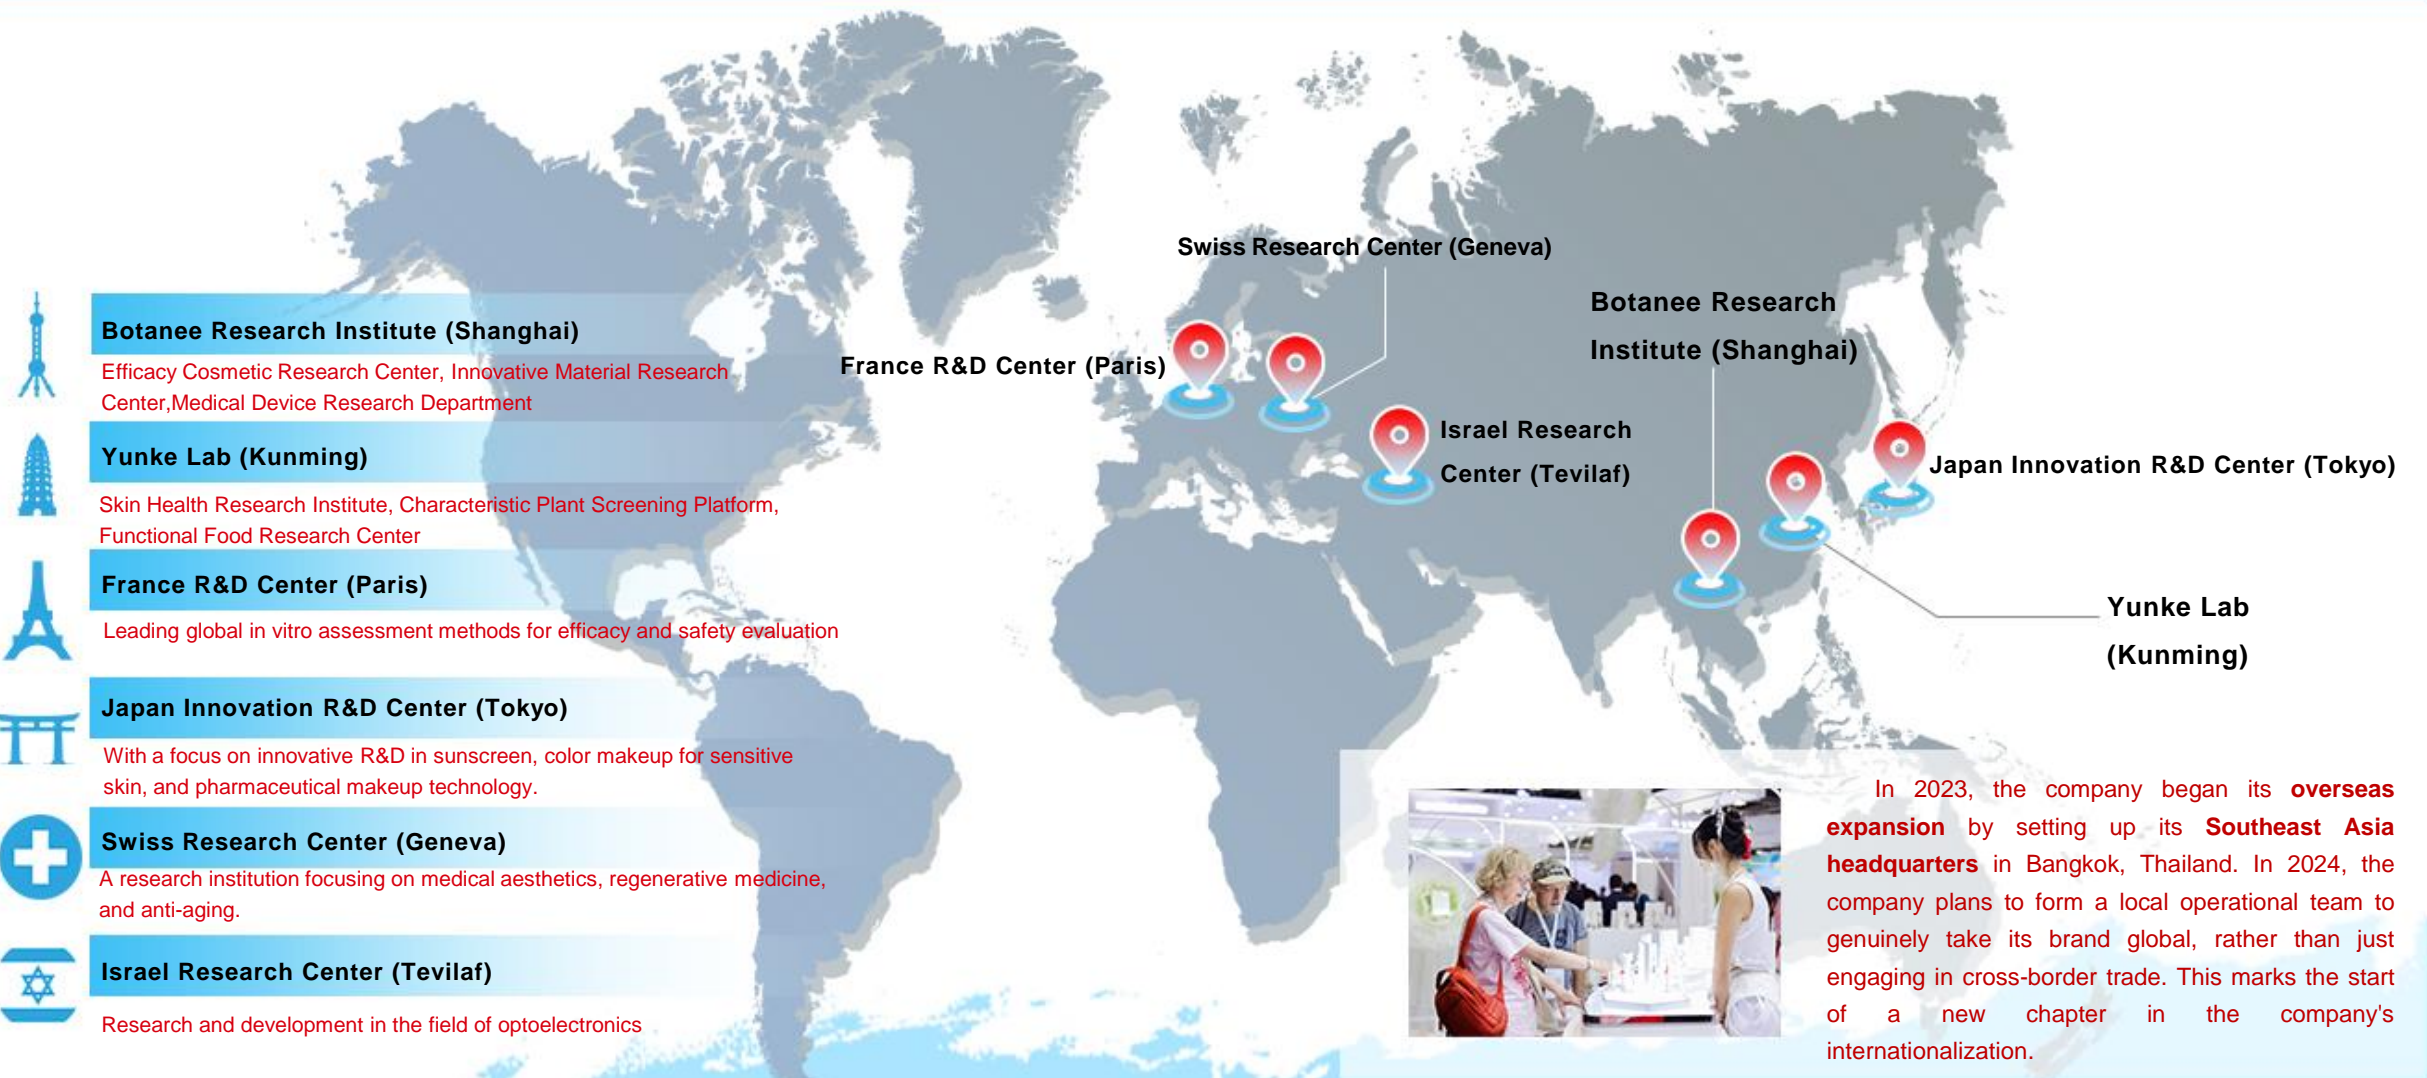 Botanee Research Institute (Shanghai)
Efficacy Cosmetic Research Center, Innovative Material Research
Center,Medical Device Research Department
Yunke Lab (Kunming)
Skin Health Research Institute, Characteristic Plant Screening Platform,
Functional Food Research Center
France R&D Center (Paris)
Leading global in vitro assessment methods for efficacy and safety evaluation
Japan Innovation R&D Center (Tokyo)
With a focus on innovative R&D in sunscreen, color makeup for sensitive
skin, and pharmaceutical makeup technology.
Swiss Research Center (Geneva)
A research institution focusing on medical aesthetics, regenerative medicine,
and anti-aging.
Israel Research Center (Tevilaf)
Research and development in the field of optoelectronics
Swiss Research Center (Geneva)
France R&D Center (Paris)
Israel Research
Center (Tevilaf)
Botanee Research
Institute (Shanghai)
Japan Innovation R&D Center (Tokyo)
Yunke Lab
(Kunming)
In 2023, the company began its overseas
expansion by setting up its Southeast Asia
headquarters in Bangkok, Thailand. In 2024, the
company plans to form a local operational team to
genuinely take its brand global, rather than just
engaging in cross-border trade. This marks the start
of a new chapter in the company's
internationalization.